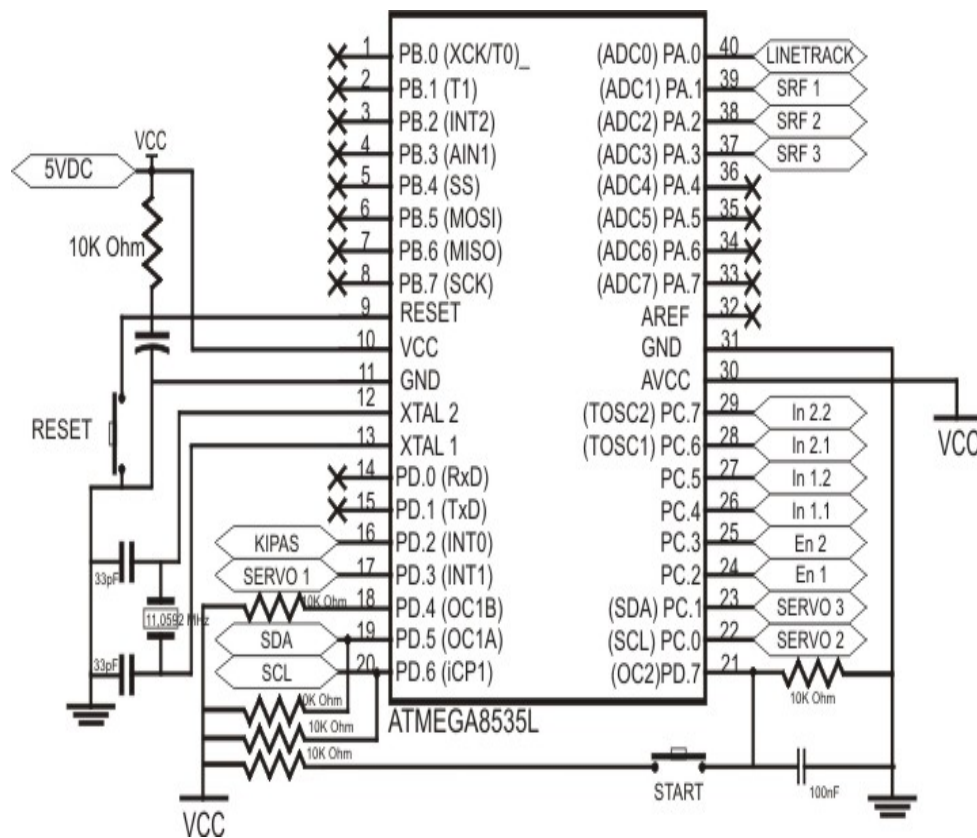 1 PB.0 (XCK/T0)_ (ADC0) PA.0 40 LINETRACK
2 PB.1 (T1) (ADC1) PA.1 39 SRF 1
3 PB.2 (INT2) (ADC2) PA.2 38 SRF 2
4 PB.3 (AIN1) (ADC3) PA.3 37 SRF 3
5 PB.4 (SS) (ADC4) PA.4 36
6 PB.5 (MOSI) (ADC5) PA.5 35
7 PB.6 (MISO) (ADC6) PA.6 34
8 PB.7 (SCK) (ADC7) PA.7 33
9 RESET AREF 32
10 VCC GND 31
11 GND AVCC 30
12 XTAL 2 (TOSC2) PC.7 29 In 2.2
13 XTAL 1 (TOSC1) PC.6 28 In 2.1
14 PD.0 (RxD) PC.5 27 In 1.2
15 PD.1 (TxD) PC.4 26 In 1.1
KIPAS 16 PD.2 (INT0) PC.3 25 En 2
SERVO 1 17 PD.3 (INT1) PC.2 24 En 1
10K Ohm 18 PD.4 (OC1B) (SDA) PC.1 23 SERVO 3
SDA 19 PD.5 (OC1A) (SCL) PC.0 22 SERVO 2
SCL 20 PD.6 (iCP1) (OC2)PD.7 21
ATMEGA8535L
VCC
5VDC
10K Ohm
RESET
33pF
11,0592 MHz
33pF
10K Ohm
10K Ohm
10K Ohm
VCC
START
10K Ohm
100nF
VCC